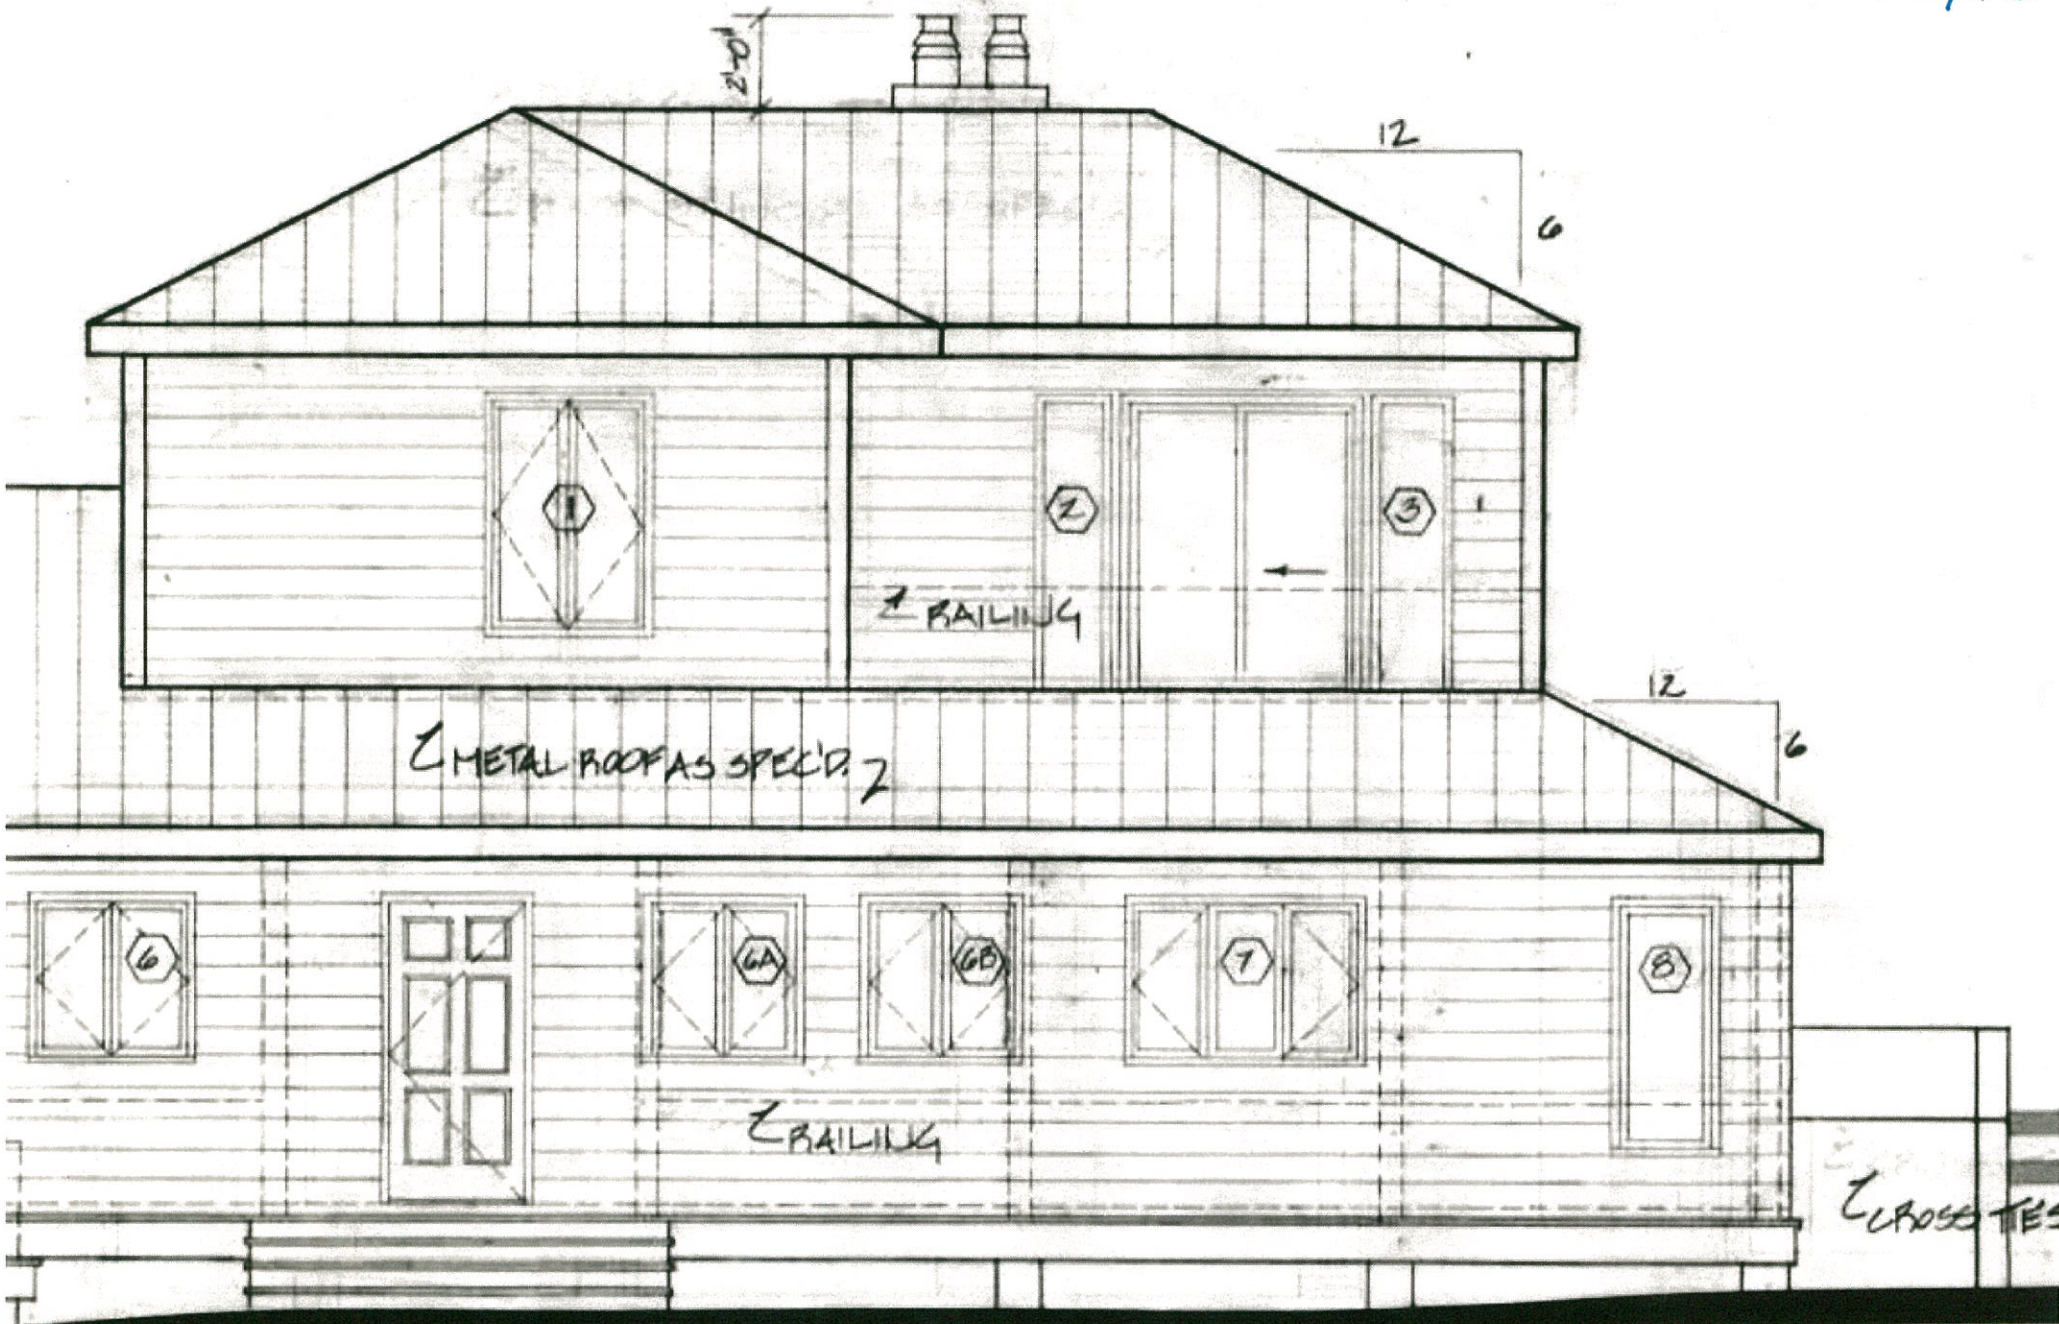 2'-0"
12
6
1
2
3
RAILING
12
6
METAL ROOF AS SPEC'D.
6
6A
6B
7
8
RAILING
CROSS TIES